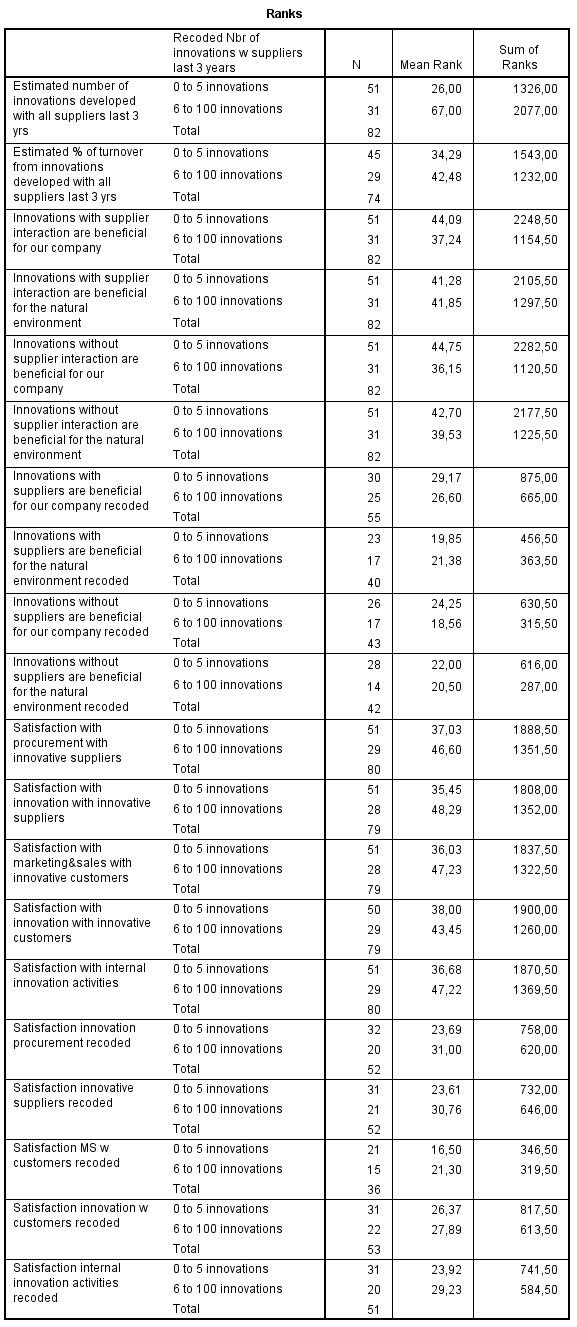 Ranks
Recoded Nbr of
innovations w suppliers
last 3 years N Mean Rank Sum of
Ranks
Estimated number of
innovations developed
with all suppliers last 3
yrs 0 to 5 innovations 51 26,00 1326,00
6 to 100 innovations 31 67,00 2077,00
Total 82
Estimated % of turnover
from innovations
developed with all
suppliers last 3 yrs 0 to 5 innovations 45 34,29 1543,00
6 to 100 innovations 29 42,48 1232,00
Total 74
Innovations with supplier
interaction are beneficial
for our company 0 to 5 innovations 51 44,09 2248,50
6 to 100 innovations 31 37,24 1154,50
Total 82
Innovations with supplier
interaction are beneficial
for the natural
environment 0 to 5 innovations 51 41,28 2105,50
6 to 100 innovations 31 41,85 1297,50
Total 82
Innovations without
supplier interaction are
beneficial for our
company 0 to 5 innovations 51 44,75 2282,50
6 to 100 innovations 31 36,15 1120,50
Total 82
Innovations without
supplier interaction are
beneficial for the natural
environment 0 to 5 innovations 51 42,70 2177,50
6 to 100 innovations 31 39,53 1225,50
Total 82
Innovations with
suppliers are beneficial
for our company recoded 0 to 5 innovations 30 29,17 875,00
6 to 100 innovations 25 26,60 665,00
Total 55
Innovations with
suppliers are beneficial
for the natural
environment recoded 0 to 5 innovations 23 19,85 456,50
6 to 100 innovations 17 21,38 363,50
Total 40
Innovations without
suppliers are beneficial
for our company recoded 0 to 5 innovations 26 24,25 630,50
6 to 100 innovations 17 18,56 315,50
Total 43
Innovations without
suppliers are beneficial
for the natural
environment recoded 0 to 5 innovations 28 22,00 616,00
6 to 100 innovations 14 20,50 287,00
Total 42
Satisfaction with
procurement with
innovative suppliers 0 to 5 innovations 51 37,03 1888,50
6 to 100 innovations 29 46,60 1351,50
Total 80
Satisfaction with
innovation with innovative
suppliers 0 to 5 innovations 51 35,45 1808,00
6 to 100 innovations 28 48,29 1352,00
Total 79
Satisfaction with
marketing&sales with
innovative customers 0 to 5 innovations 51 36,03 1837,50
6 to 100 innovations 28 47,23 1322,50
Total 79
Satisfaction with
innovation with innovative
customers 0 to 5 innovations 50 38,00 1900,00
6 to 100 innovations 29 43,45 1260,00
Total 79
Satisfaction with internal
innovation activities 0 to 5 innovations 51 36,68 1870,50
6 to 100 innovations 29 47,22 1369,50
Total 80
Satisfaction innovation
procurement recoded 0 to 5 innovations 32 23,69 758,00
6 to 100 innovations 20 31,00 620,00
Total 52
Satisfaction innovative
suppliers recoded 0 to 5 innovations 31 23,61 732,00
6 to 100 innovations 21 30,76 646,00
Total 52
Satisfaction MS w
customers recoded 0 to 5 innovations 21 16,50 346,50
6 to 100 innovations 15 21,30 319,50
Total 36
Satisfaction innovation w
customers recoded 0 to 5 innovations 31 26,37 817,50
6 to 100 innovations 22 27,89 613,50
Total 53
Satisfaction internal
innovation activities
recoded 0 to 5 innovations 31 23,92 741,50
6 to 100 innovations 20 29,23 584,50
Total 51